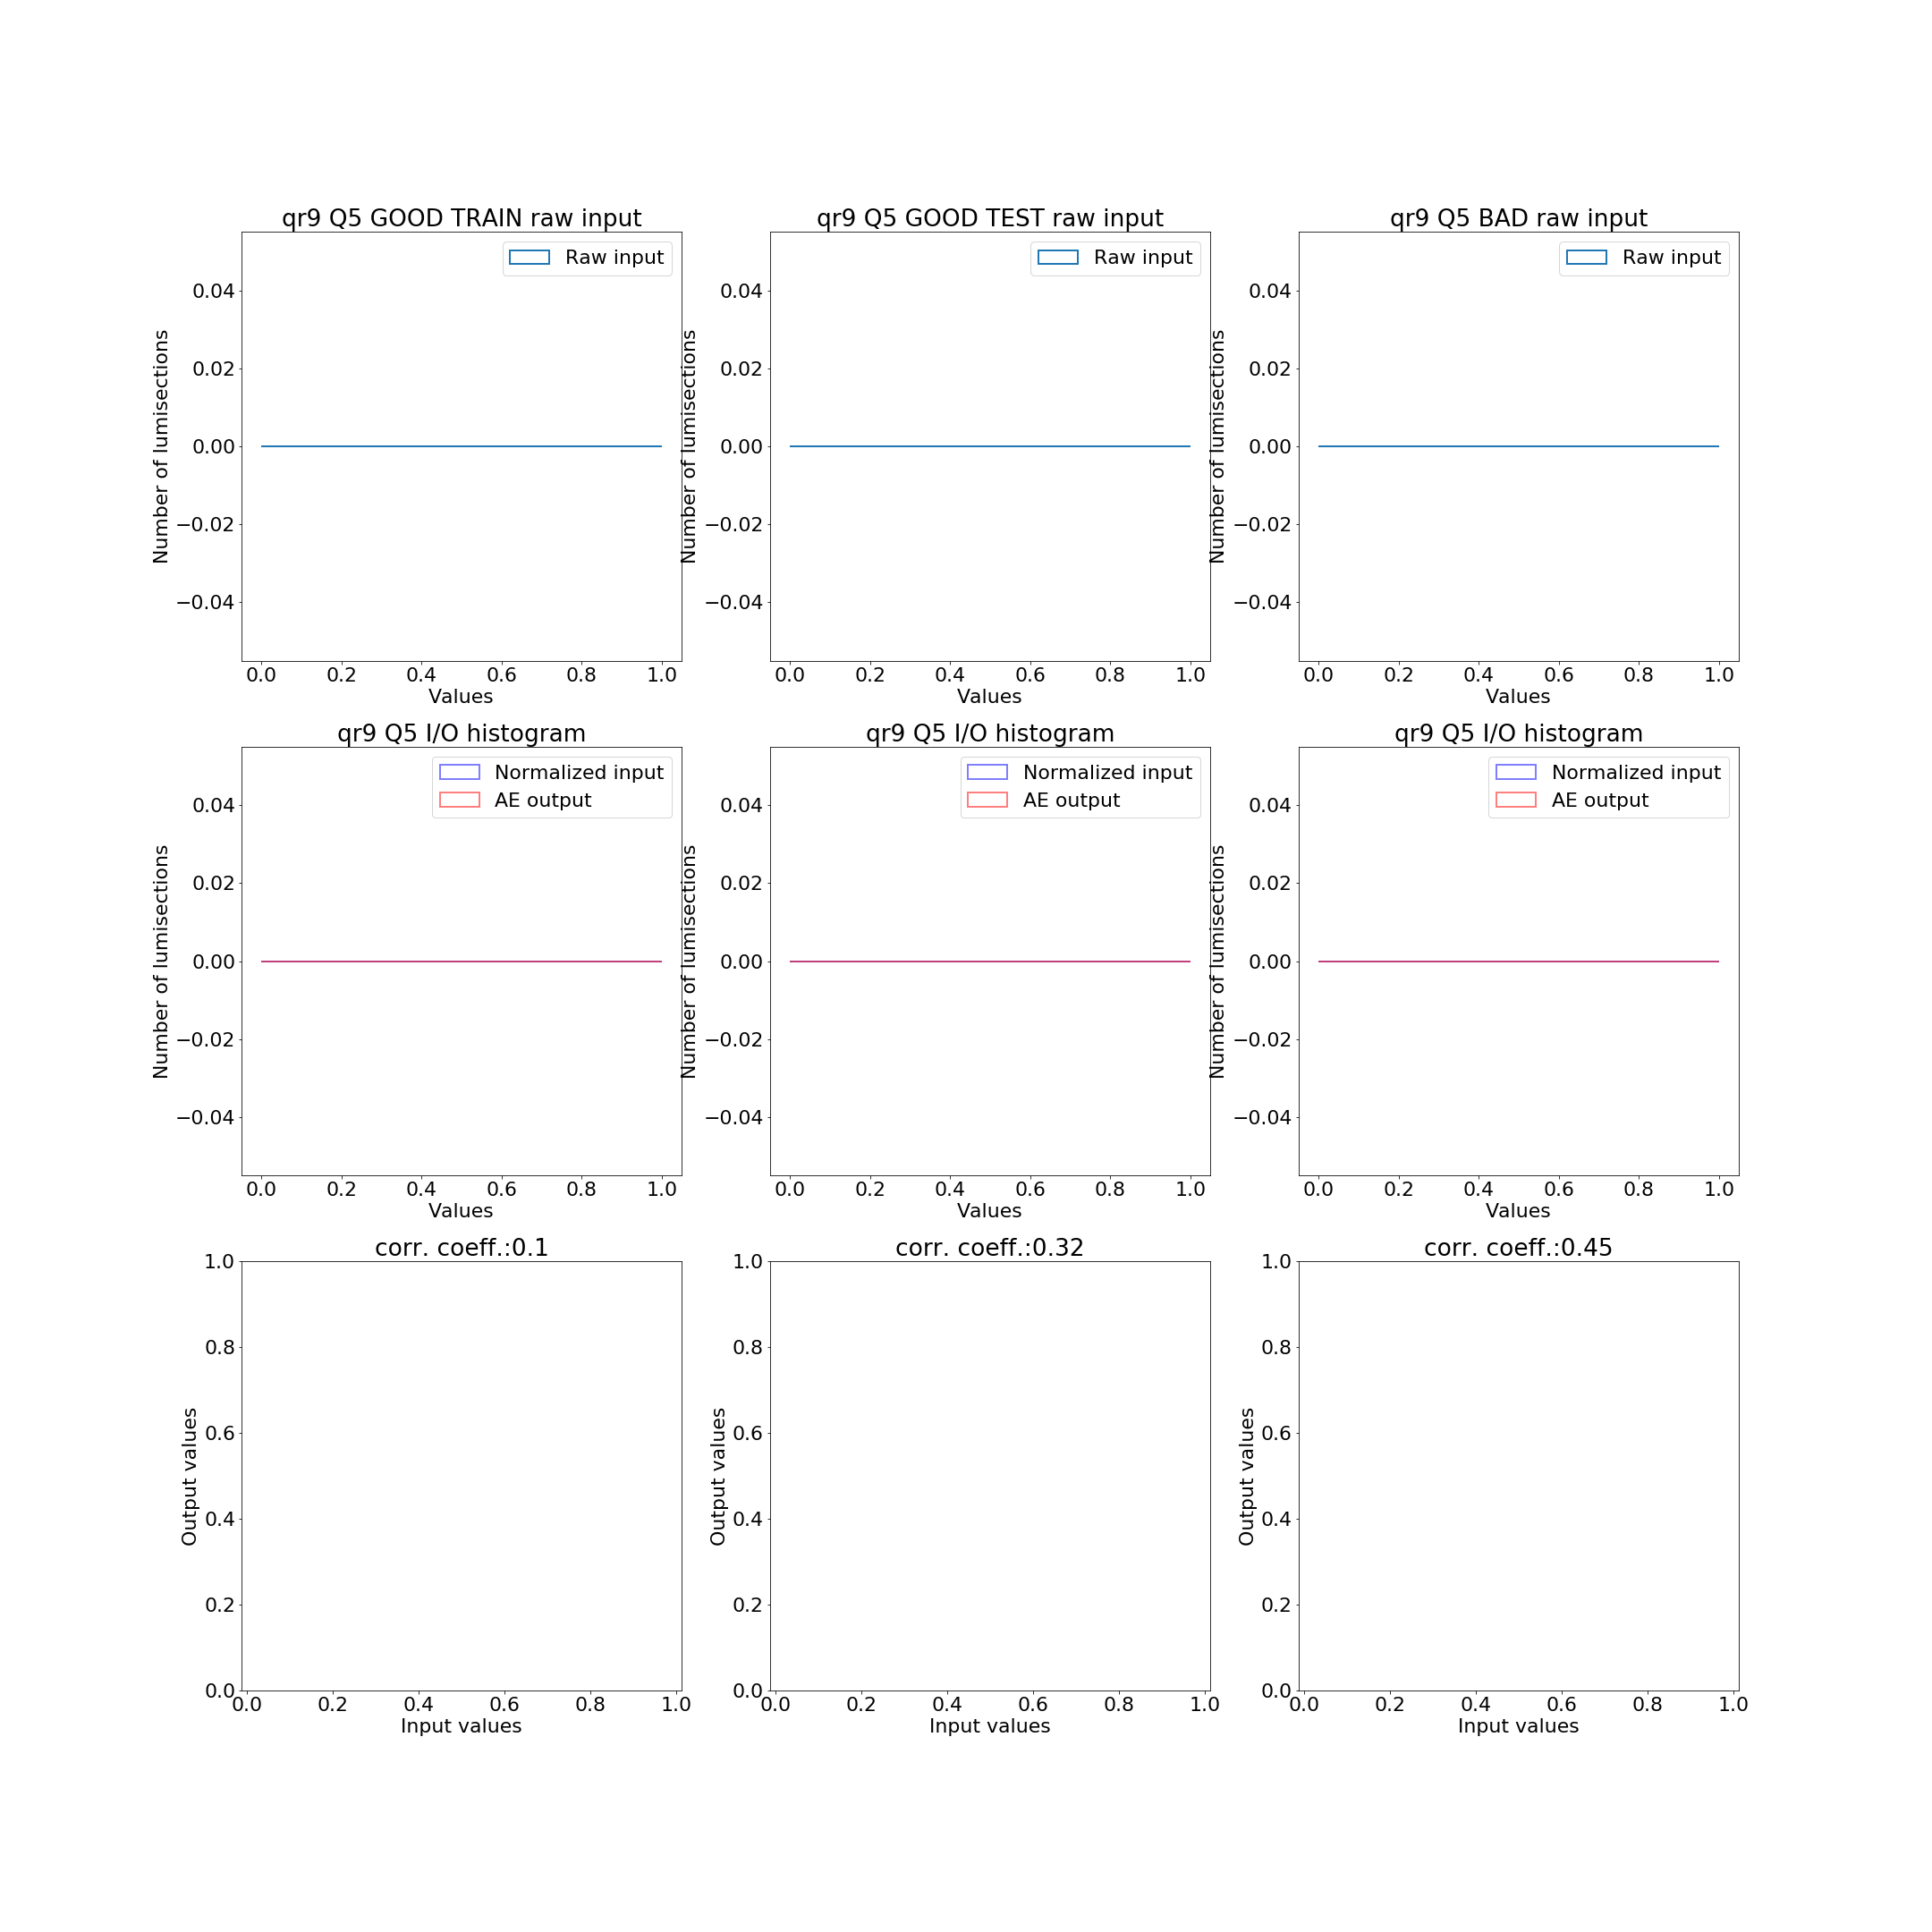 qr9 Q5 GOOD TRAIN raw input
Raw input
0.04
0.02
0.00
−0.02
−0.04
Number of lumisections
0.0 0.2 0.4 0.6 0.8 1.0
Values
qr9 Q5 GOOD TEST raw input
Raw input
0.04
0.02
0.00
−0.02
−0.04
Number of lumisections
0.0 0.2 0.4 0.6 0.8 1.0
Values
qr9 Q5 BAD raw input
Raw input
0.04
0.02
0.00
−0.02
−0.04
Number of lumisections
0.0 0.2 0.4 0.6 0.8 1.0
Values
qr9 Q5 I/O histogram
Normalized input
AE output
0.04
0.02
0.00
−0.02
−0.04
Number of lumisections
0.0 0.2 0.4 0.6 0.8 1.0
Values
qr9 Q5 I/O histogram
Normalized input
AE output
0.04
0.02
0.00
−0.02
−0.04
Number of lumisections
0.0 0.2 0.4 0.6 0.8 1.0
Values
qr9 Q5 I/O histogram
Normalized input
AE output
0.04
0.02
0.00
−0.02
−0.04
Number of lumisections
0.0 0.2 0.4 0.6 0.8 1.0
Values
corr. coeff.:0.1
1.0
0.8
0.6
0.4
0.2
0.0
Output values
0.0 0.2 0.4 0.6 0.8 1.0
Input values
corr. coeff.:0.32
1.0
0.8
0.6
0.4
0.2
0.0
Output values
0.0 0.2 0.4 0.6 0.8 1.0
Input values
corr. coeff.:0.45
1.0
0.8
0.6
0.4
0.2
0.0
Output values
0.0 0.2 0.4 0.6 0.8 1.0
Input values